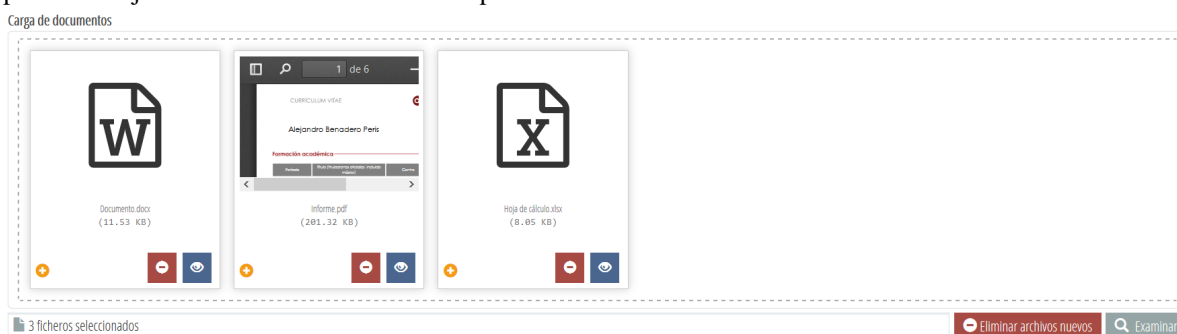 Carga de documentos
1 de 6
CURRICULUM VITAE
Alejandro Benadero Peris
Formación académica
W
X
Documento.docx
(11.53 KB)
Informe.pdf
(201.32 KB)
Hoja de cálculo.xlsx
(8.05 KB)
3 ficheros seleccionados
Eliminar archivos nuevos
Examinar